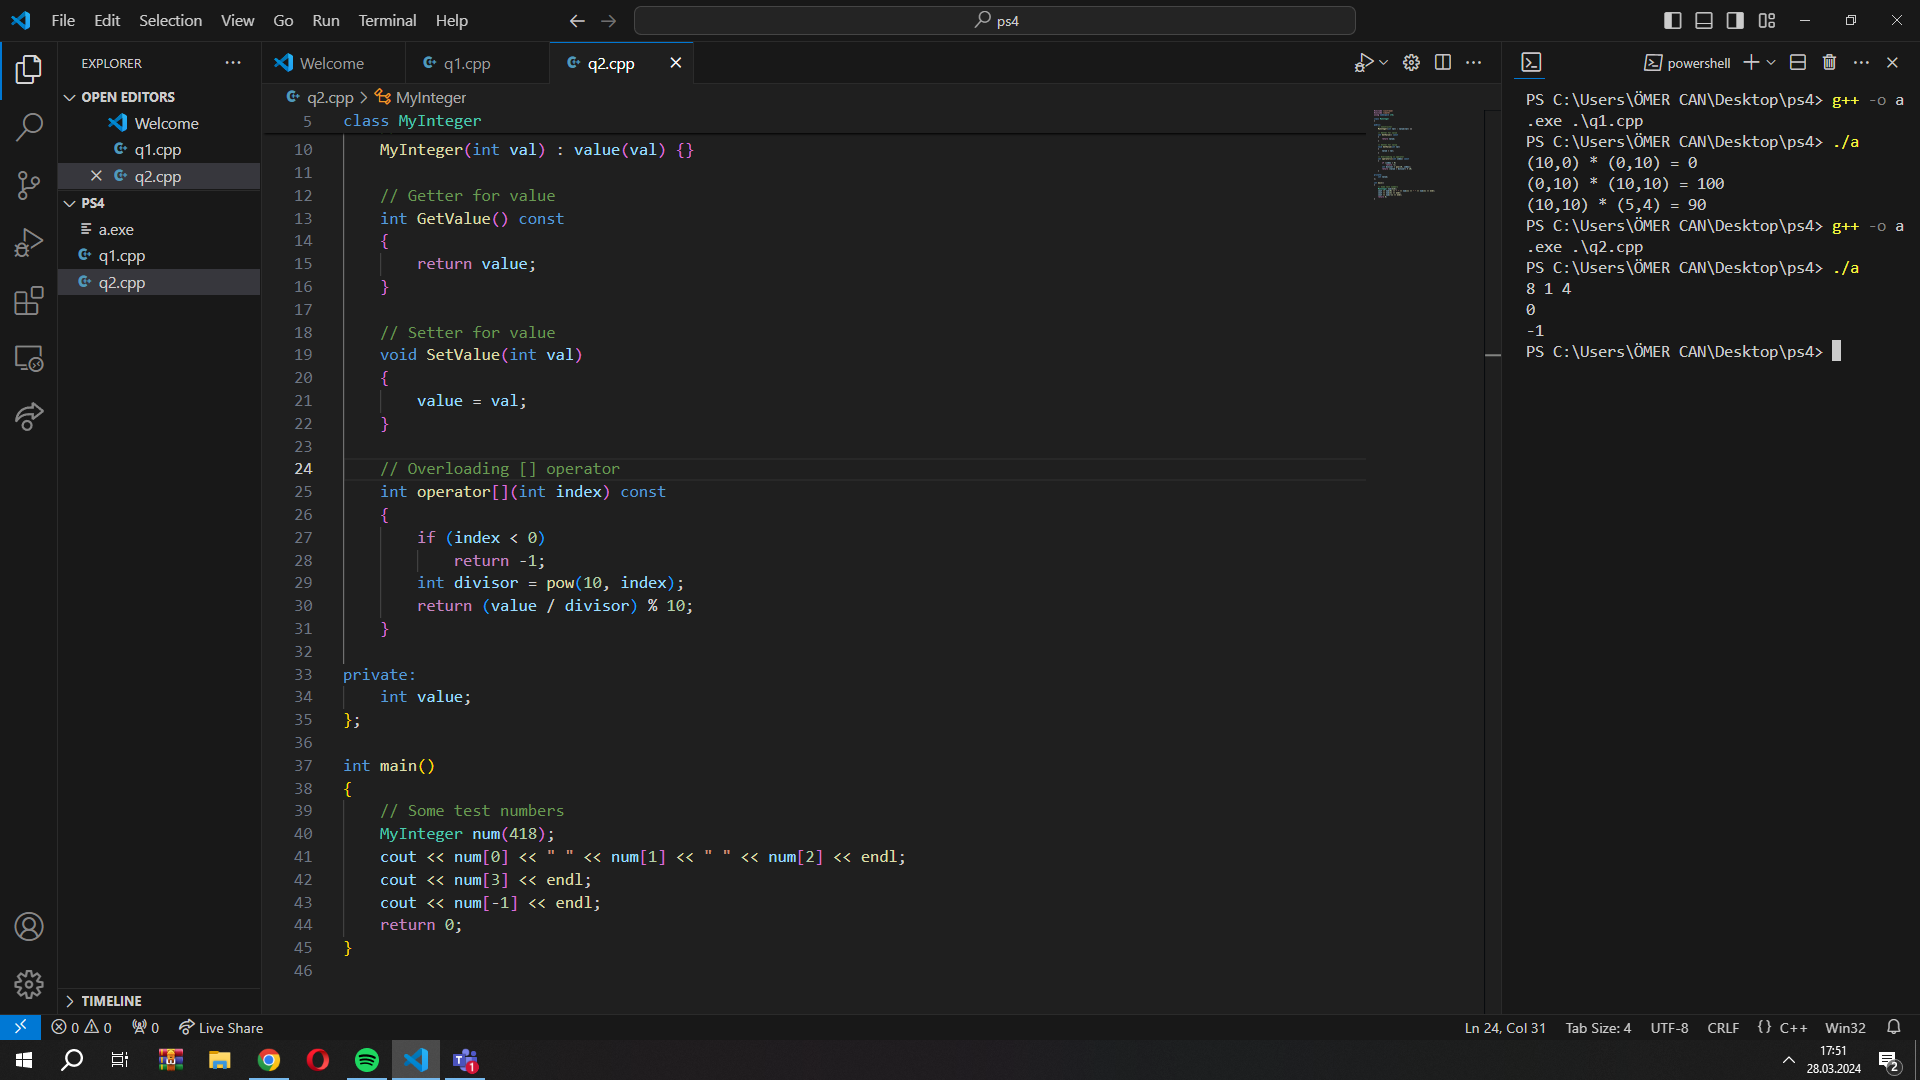 File Edit Selection View Go Run Terminal Help
ps4
EXPLORER
OPEN EDITORS
Welcome
q1.cpp
q2.cpp
PS4
a.exe
q1.cpp
q2.cpp
TIMELINE
Welcome q1.cpp q2.cpp
q2.cpp > MyInteger
5 class MyInteger
10 MyInteger(int val) : value(val) {}
11
12 // Getter for value
13 int GetValue() const
14 {
15 return value;
16 }
17
18 // Setter for value
19 void SetValue(int val)
20 {
21 value = val;
22 }
23
24 // Overloading [] operator
25 int operator[](int index) const
26 {
27 if (index < 0)
28 return -1;
29 int divisor = pow(10, index);
30 return (value / divisor) % 10;
31 }
32
33 private:
34 int value;
35 };
36
37 int main()
38 {
39 // Some test numbers
40 MyInteger num(418);
41 cout << num[0] << " " << num[1] << " " << num[2] << endl;
42 cout << num[3] << endl;
43 cout << num[-1] << endl;
44 return 0;
45 }
46
powershell
PS C:\Users\ÖMER CAN\Desktop\ps4> g++ -o a
.exe .\q1.cpp
PS C:\Users\ÖMER CAN\Desktop\ps4> ./a
(10,0) * (0,10) = 0
(0,10) * (10,10) = 100
(10,10) * (5,4) = 90
PS C:\Users\ÖMER CAN\Desktop\ps4> g++ -o a
.exe .\q2.cpp
PS C:\Users\ÖMER CAN\Desktop\ps4> ./a
8 1 4
0
-1
PS C:\Users\ÖMER CAN\Desktop\ps4>
0 0 0 Live Share
Ln 24, Col 31 Tab Size: 4 UTF-8 CRLF {} C++ Win32
1
17:51
28.03.2024
2